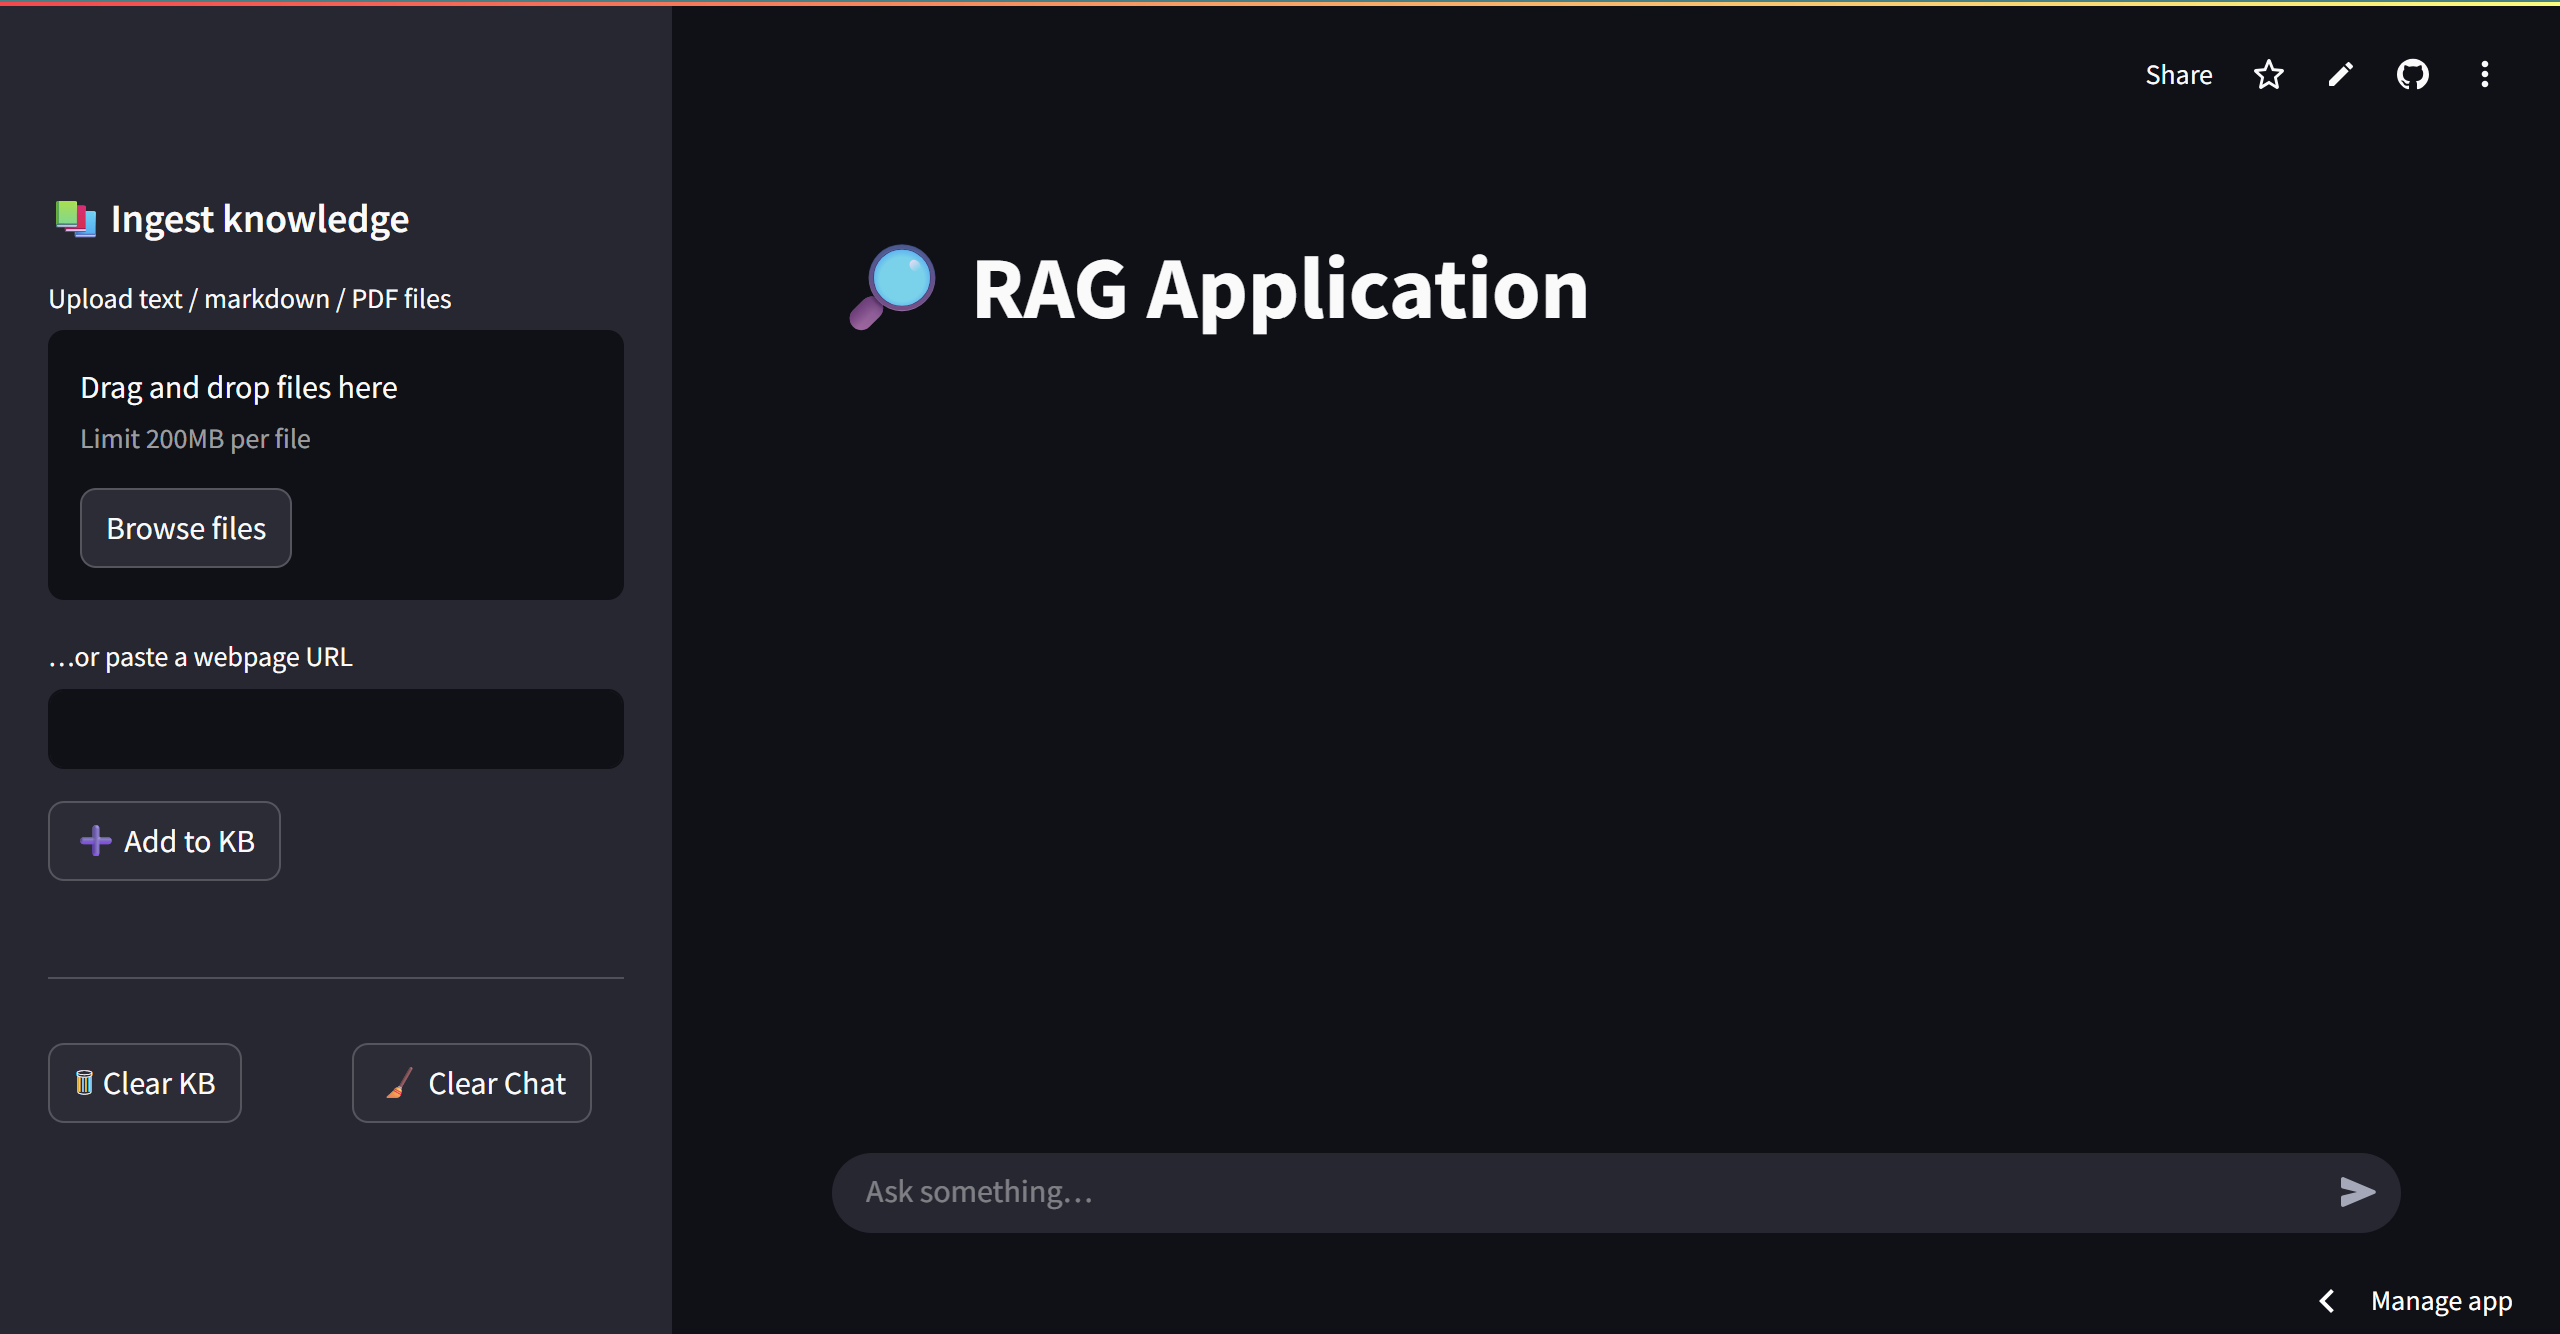 Share
📚 Ingest knowledge
Upload text / markdown / PDF files
Drag and drop files here
Limit 200MB per file
Browse files
…or paste a webpage URL
➕ Add to KB
🗑 Clear KB
🧹 Clear Chat
🔎 RAG Application
Ask something…
Manage app